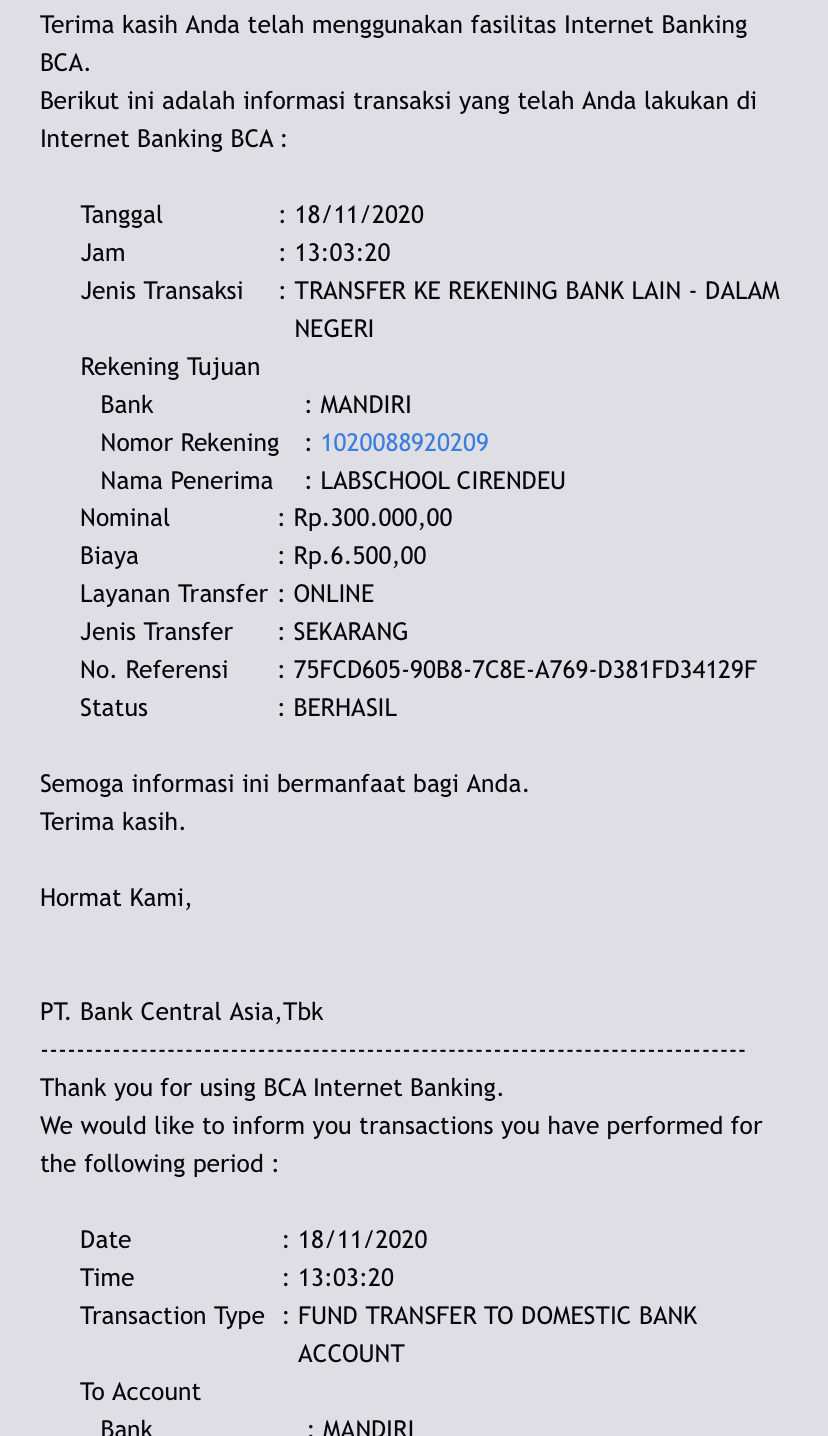 Terima kasih Anda telah menggunakan fasilitas Internet Banking
BCA.
Berikut ini adalah informasi transaksi yang telah Anda lakukan di
Internet Banking BCA :
Tanggal : 18/11/2020
Jam : 13:03:20
Jenis Transaksi : TRANSFER KE REKENING BANK LAIN - DALAM
NEGERI
Rekening Tujuan
Bank : MANDIRI
Nomor Rekening : 1020088920209
Nama Penerima : LABSCHOOL CIRENDEU
Nominal : Rp.300.000,00
Biaya : Rp.6.500,00
Layanan Transfer : ONLINE
Jenis Transfer : SEKARANG
No. Referensi : 75FCD605-90B8-7C8E-A769-D381FD34129F
Status : BERHASIL
Semoga informasi ini bermanfaat bagi Anda.
Terima kasih.
Hormat Kami,
PT. Bank Central Asia,Tbk
------------------------------------------------------------------------------
Thank you for using BCA Internet Banking.
We would like to inform you transactions you have performed for
the following period :
Date : 18/11/2020
Time : 13:03:20
Transaction Type : FUND TRANSFER TO DOMESTIC BANK
ACCOUNT
To Account
Bank : MANDIRI